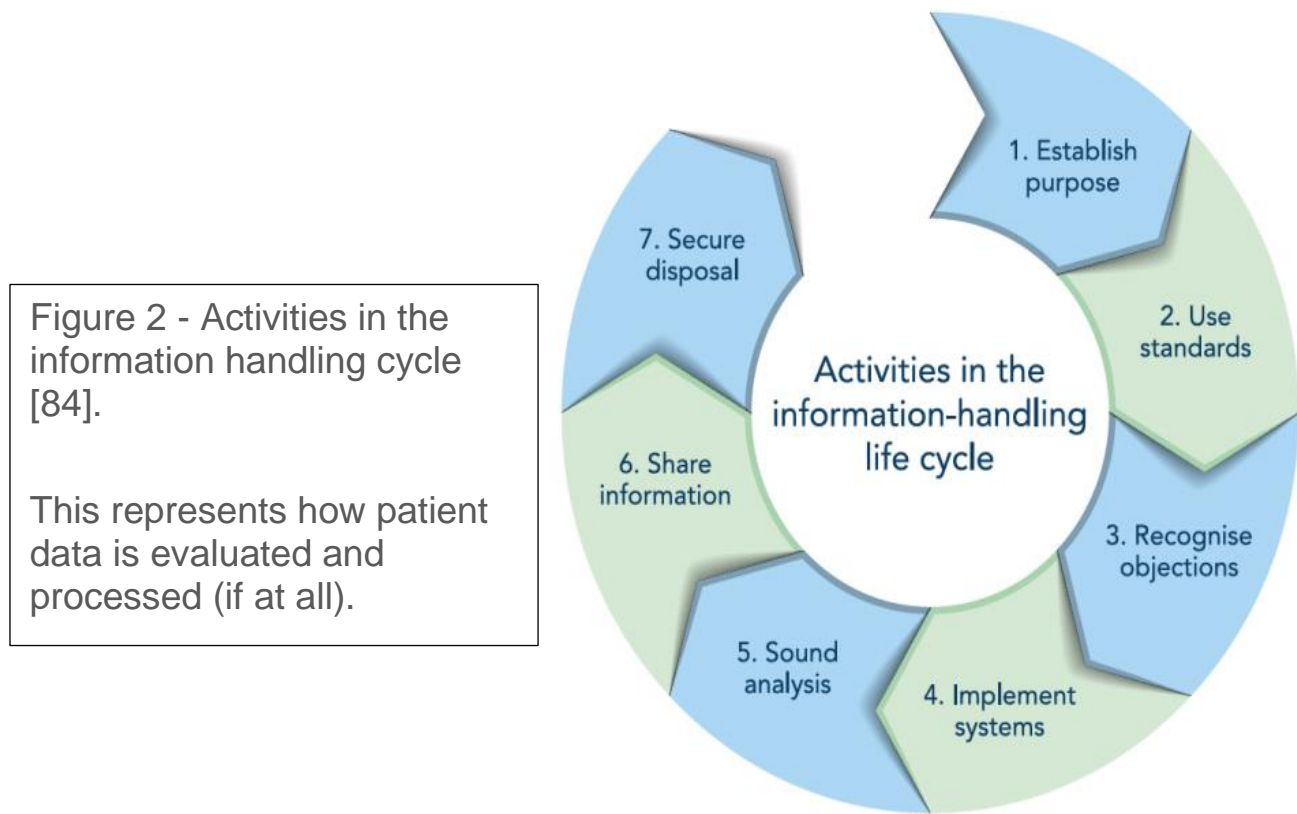 Figure 2 - Activities in the
information handling cycle
[84].
This represents how patient
data is evaluated and
processed (if at all).
1. Establish
purpose
2. Use
standards
3. Recognise
objections
4. Implement
systems
5. Sound
analysis
6. Share
information
7. Secure
disposal
Activities in the
information-handling
life cycle